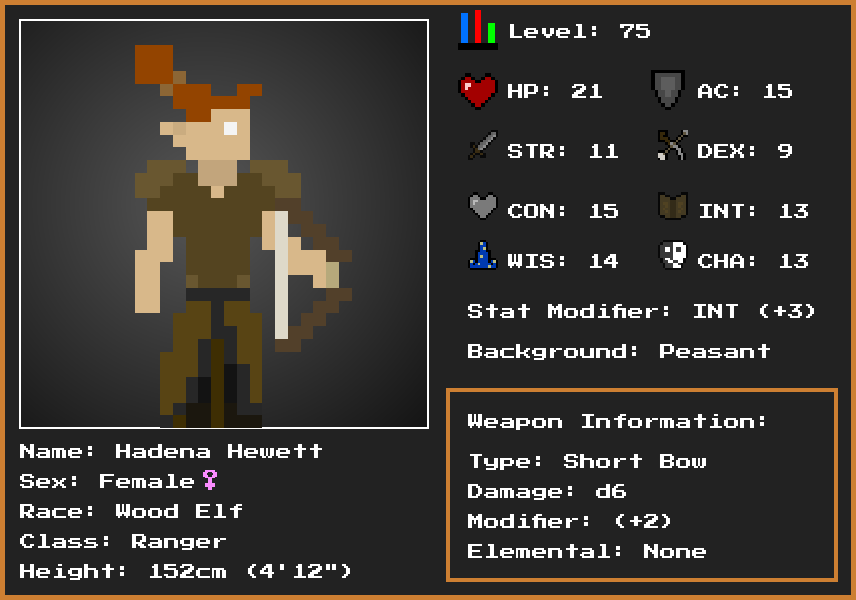 Level: 75
HP: 21 AC: 15
STR: 11 DEX: 9
CON: 15 INT: 13
WIS: 14 CHA: 13
Stat Modifier: INT (+3)
Background: Peasant
Weapon Information:
Type: Short Bow
Damage: d6
Modifier: (+2)
Elemental: None
Name: Hadena Hewett
Sex: Female♀
Race: Wood Elf
Class: Ranger
Height: 152cm (4'12")